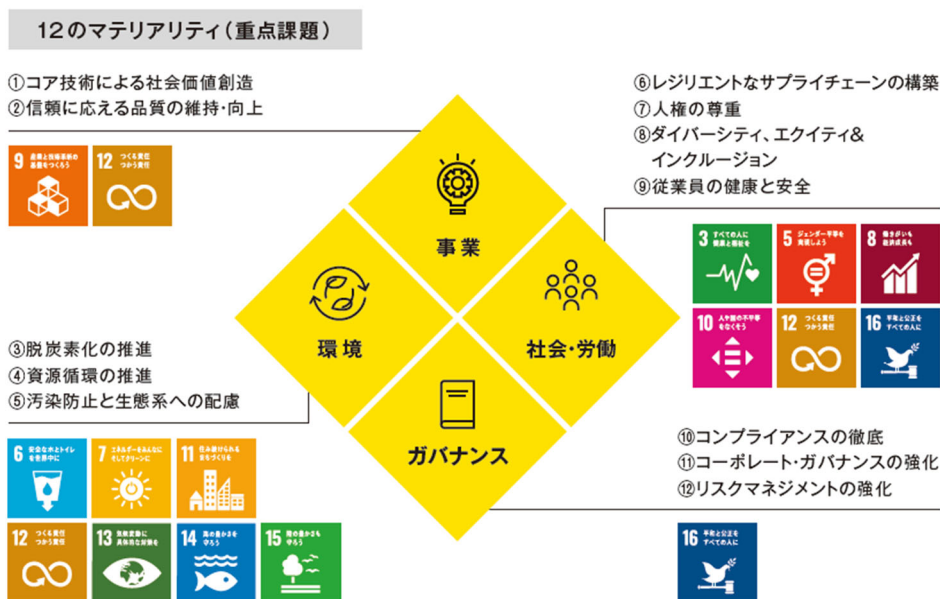 12のマテリアリティ(重点課題)
①コア技術による社会価値創造
②信頼に応える品質の維持・向上
9 産業と技術革新の
基盤をつくろう
12 つくる責任
つかう責任
事業
⑥レジリエントなサプライチェーンの構築
⑦人権の尊重
⑧ダイバーシティ、エクイティ&
インクルージョン
⑨従業員の健康と安全
3 すべての人に
健康と福祉を
5 ジェンダー平等を
実現しよう
8 働きがいも
経済成長も
10 人や国の不平等
をなくそう
12 つくる責任
つかう責任
16 平和と公正を
すべての人に
社会・労働
環境
③脱炭素化の推進
④資源循環の推進
⑤汚染防止と生態系への配慮
6 安全な水とトイレ
を世界中に
7 エネルギーをみんなに
そしてクリーンに
11 住み続けられる
まちづくりを
12 つくる責任
つかう責任
13 気候変動に
具体的な対策を
14 海の豊かさを
守ろう
15 陸の豊かさも
守ろう
ガバナンス
⑩コンプライアンスの徹底
⑪コーポレート・ガバナンスの強化
⑫リスクマネジメントの強化
16 平和と公正を
すべての人に